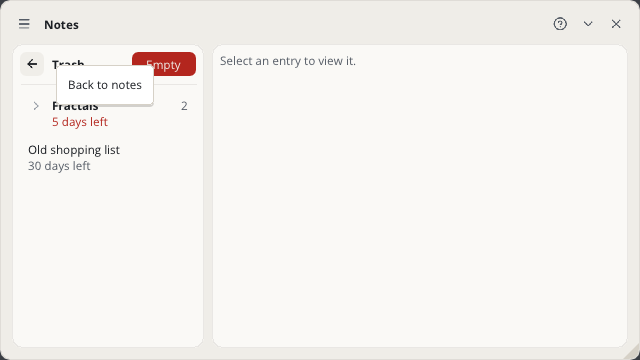 Notes
Trash
Empty
Back to notes
Fractals
2
5 days left
Old shopping list
30 days left
Select an entry to view it.